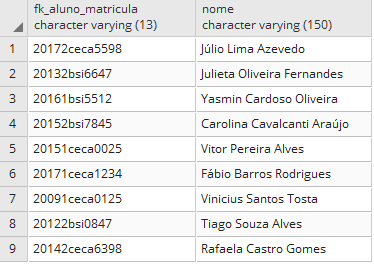 fk_aluno_matricula nome
character varying (13) character varying (150)
1 20172ceca5598 Júlio Lima Azevedo
2 20132bsi6647 Julieta Oliveira Fernandes
3 20161bsi5512 Yasmin Cardoso Oliveira
4 20152bsi7845 Carolina Cavalcanti Araújo
5 20151ceca0025 Vitor Pereira Alves
6 20171ceca1234 Fábio Barros Rodrigues
7 20091ceca0125 Vinicius Santos Tosta
8 20122bsi0847 Tiago Souza Alves
9 20142ceca6398 Rafaela Castro Gomes